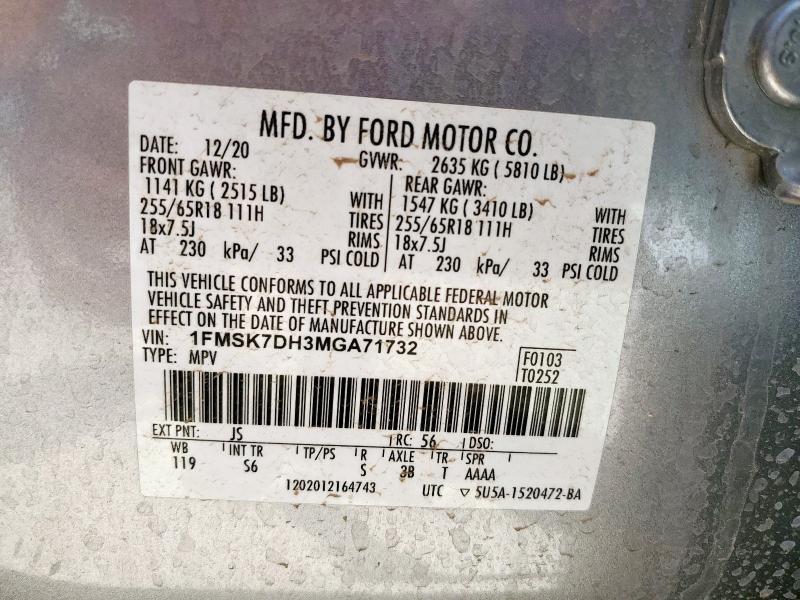 MFD. BY FORD MOTOR CO.
DATE: 12/20 GVWR: 2635 KG ( 5810 LB)
FRONT GAWR: REAR GAWR:
1141 KG ( 2515 LB) WITH 1547 KG ( 3410 LB) WITH
255/65R18 111H TIRES 255/65R18 111H TIRES
18x7.5J RIMS 18x7.5J RIMS
AT 230 kPa/ 33 PSI COLD AT 230 kPa/ 33 PSI COLD
THIS VEHICLE CONFORMS TO ALL APPLICABLE FEDERAL MOTOR
VEHICLE SAFETY AND THEFT PREVENTION STANDARDS IN
EFFECT ON THE DATE OF MANUFACTURE SHOWN ABOVE.
VIN: 1FMSK7DH3MGA71732
TYPE: MPV
F0103
T0252
EXT PNT: JS RC: 56 DSO:
WB INT TR TP/PS R AXLE TR SPR
119 S6 S 3B T AAAA
1202012164743 UTC ▽ 5U5A-1520472-BA